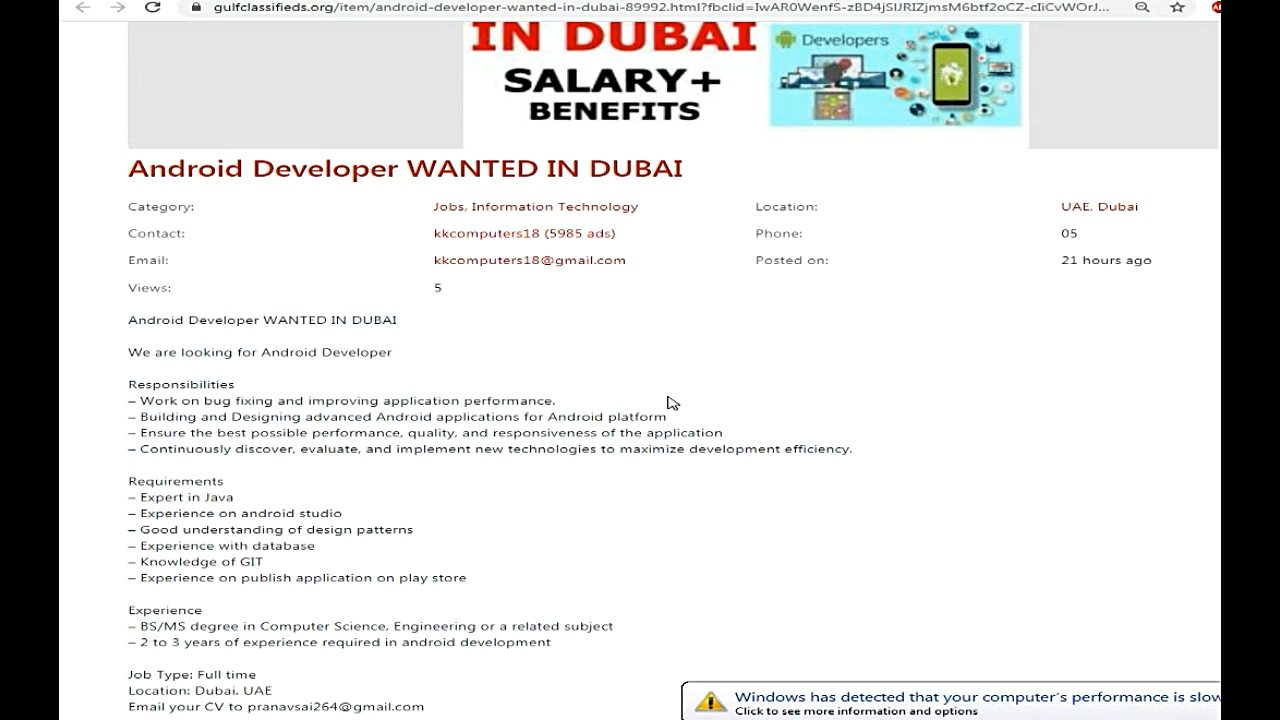 gulfclassifieds.org/item/android-developer-wanted-in-dubai-89992.html?fbclid=
IN DUBAI
SALARY+
BENEFITS
Developers
Android Developer WANTED IN DUBAI
Category: Jobs, Information Technology Location: UAE, Dubai
Contact: kkcomputers18 (5985 ads) Phone: 05
Email: kkcomputers18@gmail.com Posted on: 21 hours ago
Views: 5
Android Developer WANTED IN DUBAI
We are looking for Android Developer
Responsibilities
– Work on bug fixing and improving application performance.
– Building and Designing advanced Android applications for Android platform
– Ensure the best possible performance, quality, and responsiveness of the application
– Continuously discover, evaluate, and implement new technologies to maximize development efficiency.
Requirements
– Expert in Java
– Experience on android studio
– Good understanding of design patterns
– Experience with database
– Knowledge of GIT
– Experience on publish application on play store
Experience
– BS/MS degree in Computer Science, Engineering or a related subject
– 2 to 3 years of experience required in android development
Job Type: Full time
Location: Dubai, UAE
Email your CV to pranavsai264@gmail.com
Windows has detected that your computer's performance is slow
Click to see more information and options